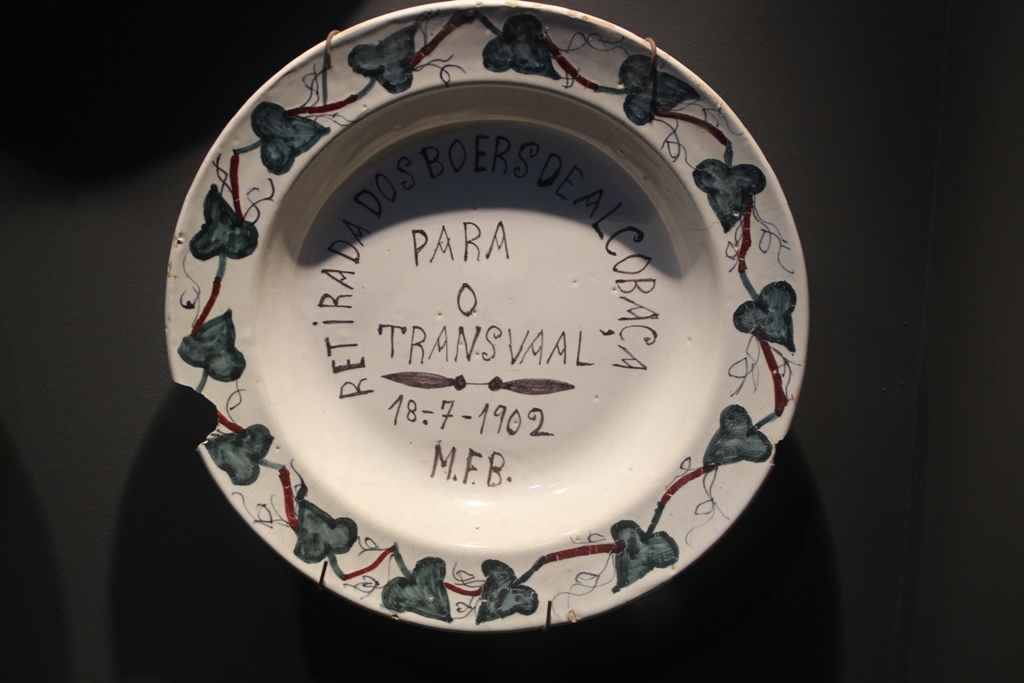 RETIRADA DOS BOERS DE ALCOBAÇA
PARA
O
TRANSVAAL
18.-7-1902
M.F.B.